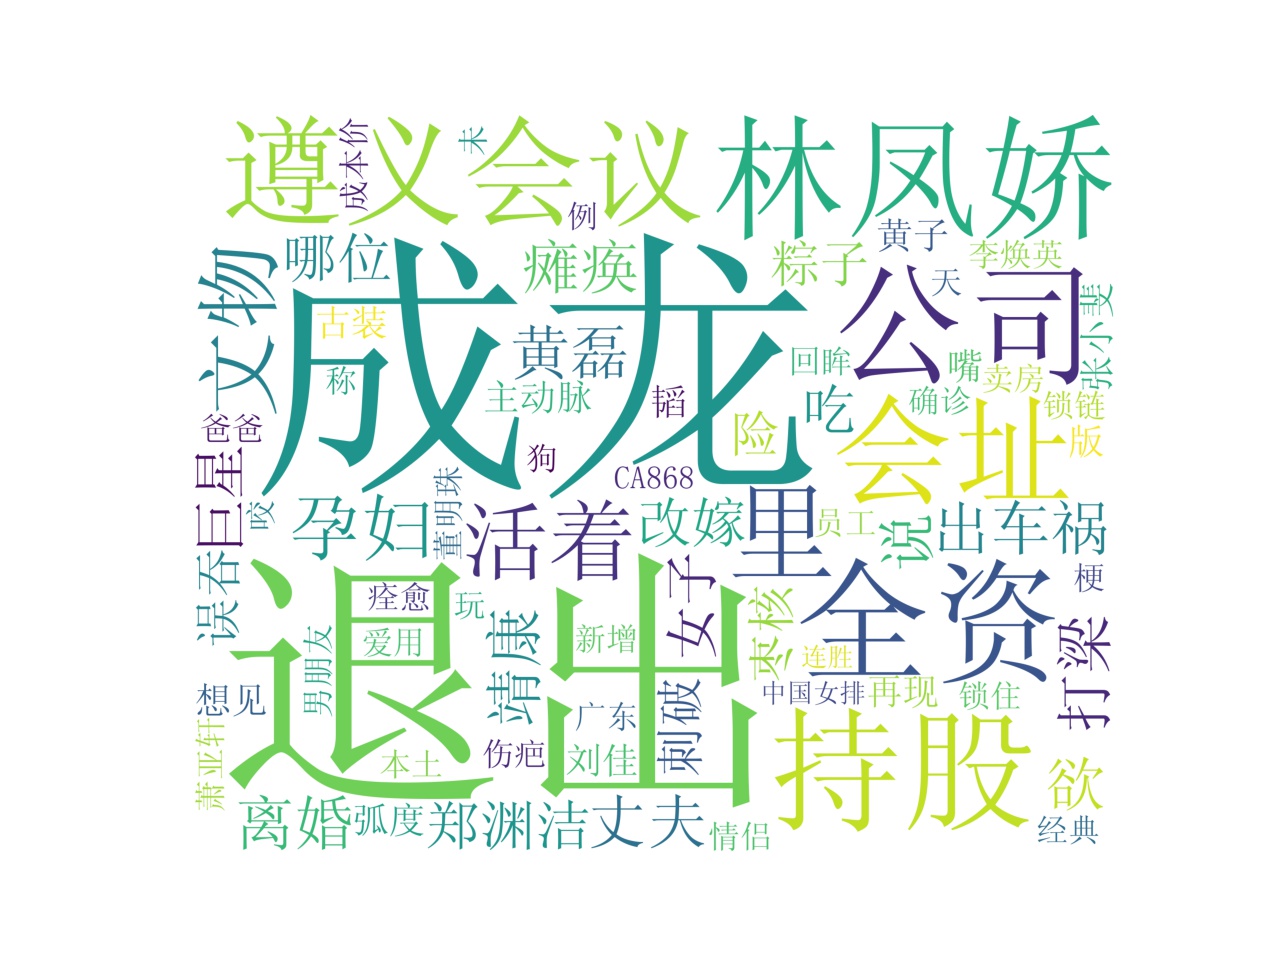 遵义会议
成本价
未
例
林凤娇
黄子
李焕英
天
张小斐
文物
哪位
瘫痪
粽子
公司
成龙
古装
称
黄磊
主动脉
回眸
嘴
卖房
确诊
锁链
版
韬
险
吃
会址
爸爸
巨星
狗
CA868
咬
孕妇
董明珠
活着
改嫁
里
员工
说
出车祸
误吞
退出
痊愈
玩
爱用
靖康
新增
女子
枣核
连胜
全资
梗
打梁
男朋友
想见
萧亚轩
本土
伤疤
广东
刘佳
刺破
中国女排
再现
锁住
持股
欲
离婚
弧度
郑渊洁
丈夫
情侣
经典